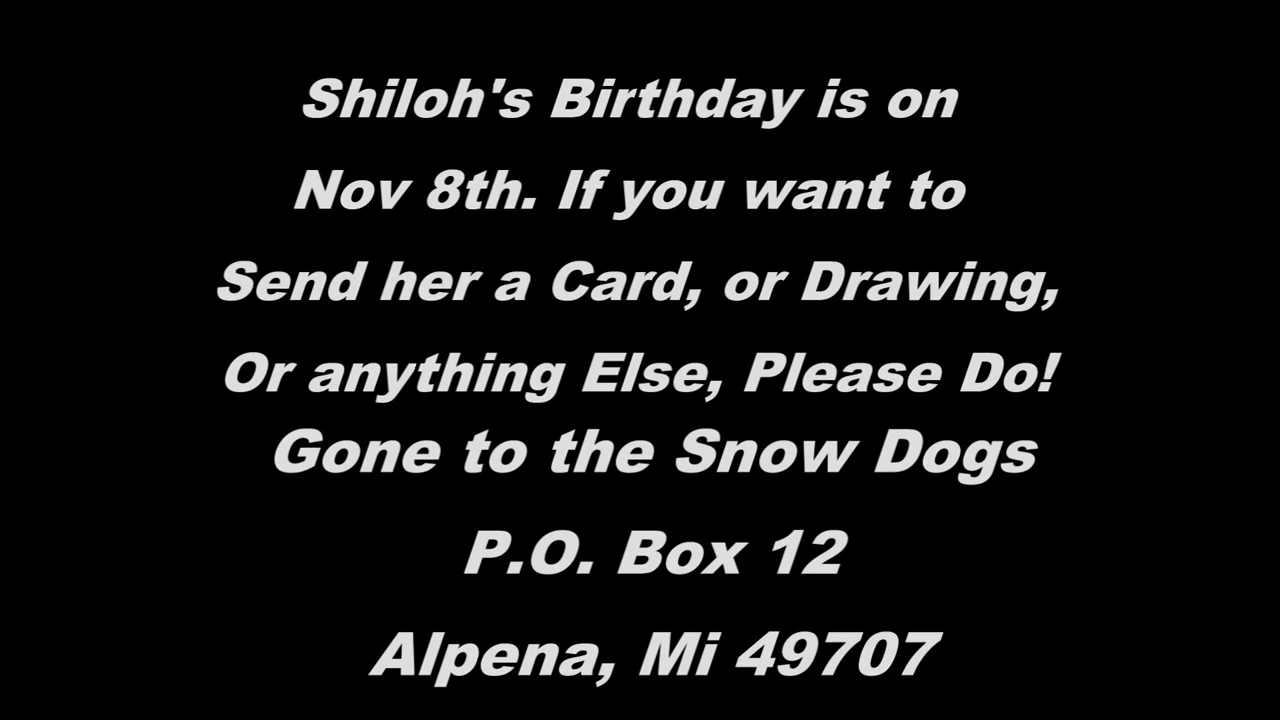 Shiloh's Birthday is on
Nov 8th. If you want to
Send her a Card, or Drawing,
Or anything Else, Please Do!
Gone to the Snow Dogs
P.O. Box 12
Alpena, Mi 49707